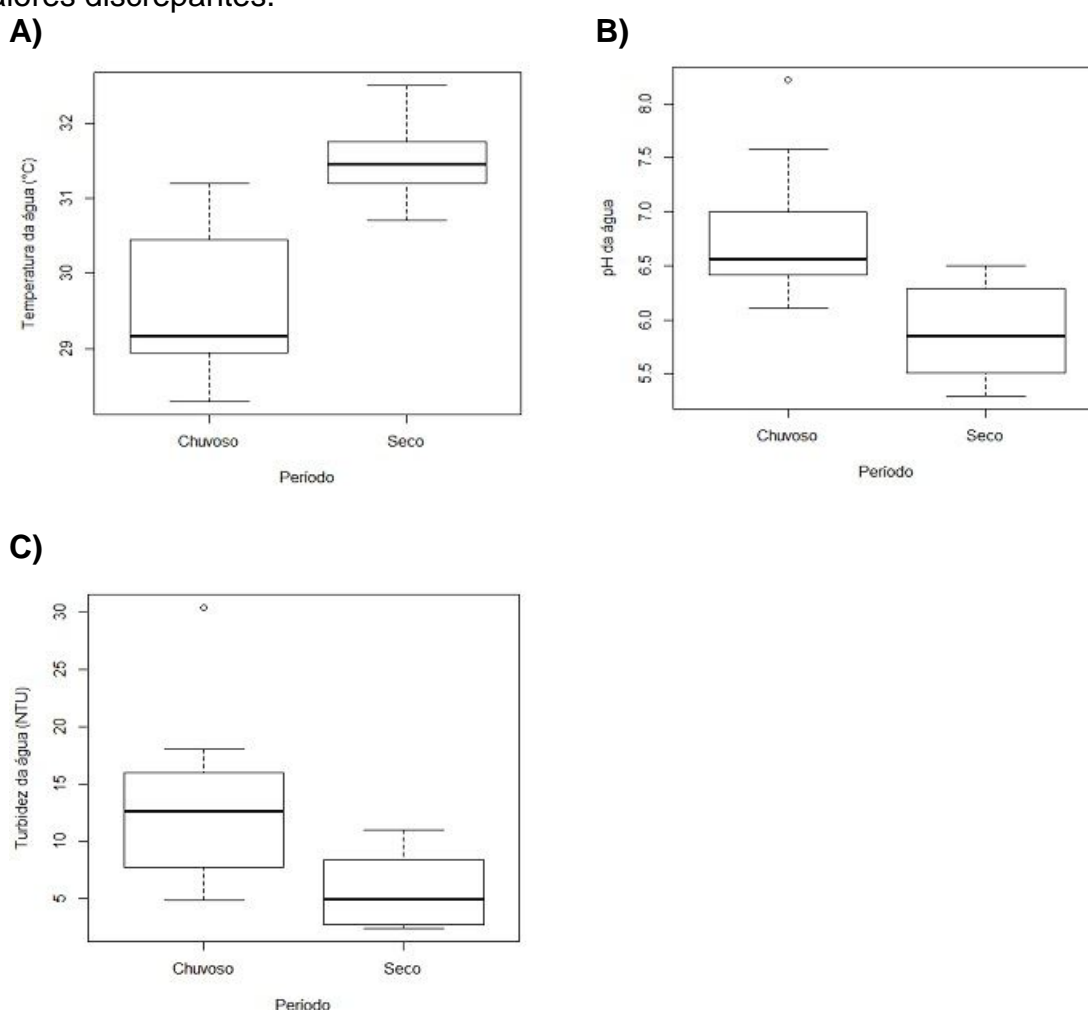 alores discrepantes.
A)
Temperatura da água (°C)
32
31
30
29
Chuvoso
Seco
Período
B)
pH da água
8.0
7.5
7.0
6.5
6.0
5.5
Chuvoso
Seco
Período
C)
Turbidez da água (NTU)
30
25
20
15
10
5
Chuvoso
Seco
Período